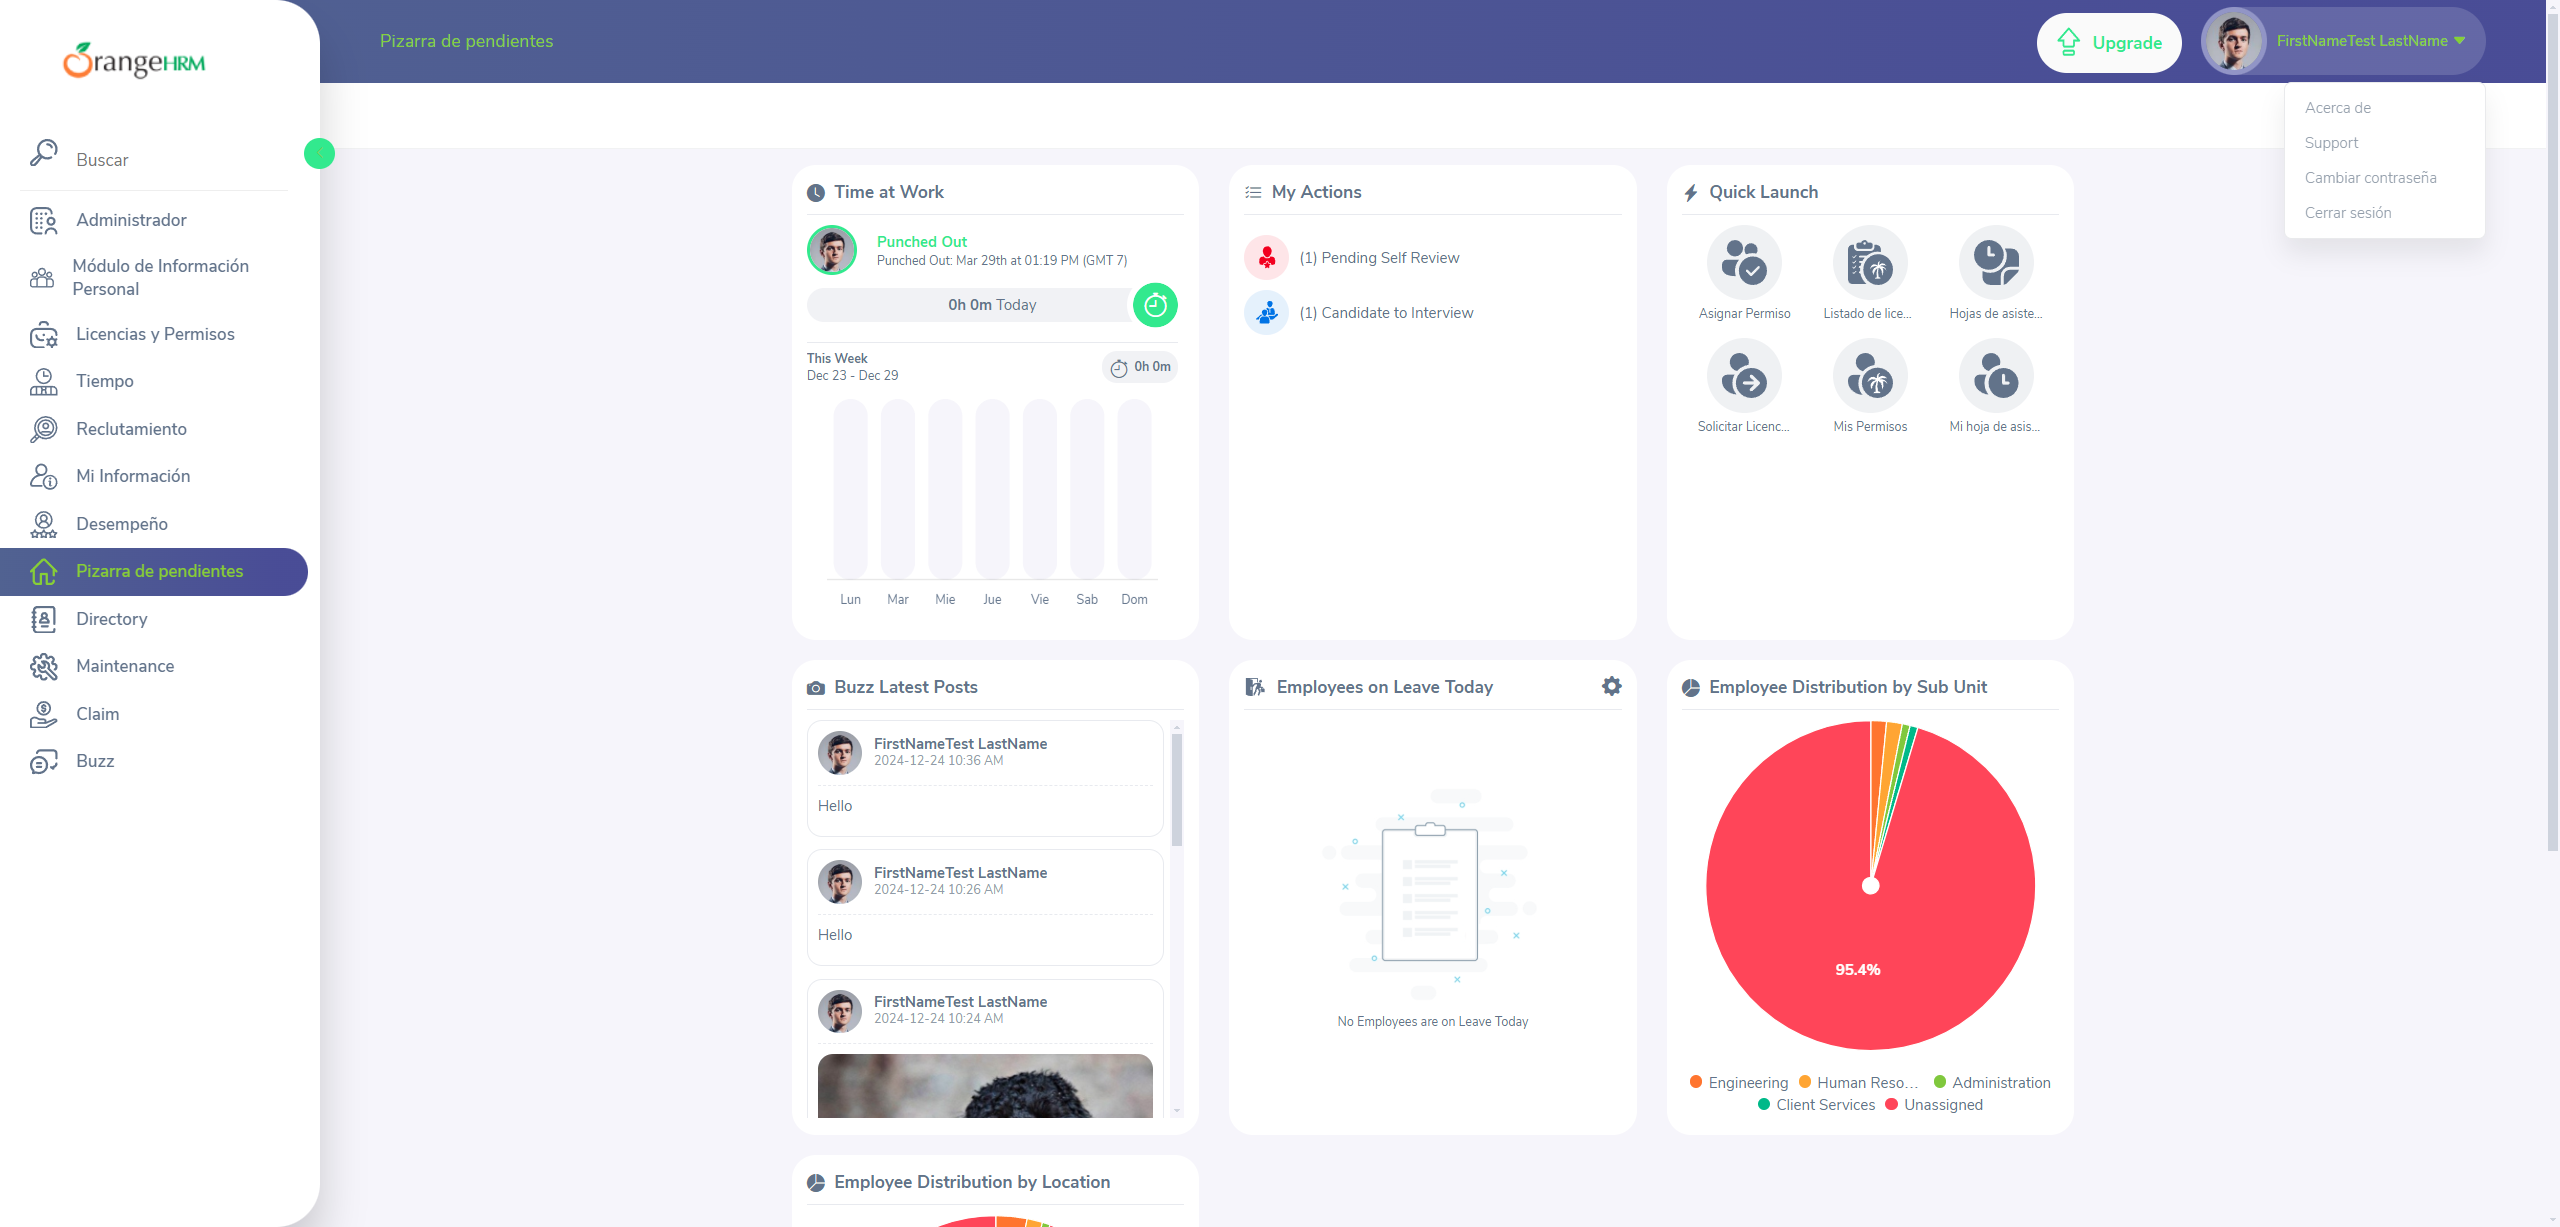 OrangeHRM
Buscar
Administrador
Módulo de Información
Personal
Licencias y Permisos
Tiempo
Reclutamiento
Mi Información
Desempeño
Pizarra de pendientes
Directory
Maintenance
Claim
Buzz
Pizarra de pendientes
Upgrade
FirstNameTest LastName
Acerca de
Support
Cambiar contraseña
Cerrar sesión
Time at Work
Punched Out
Punched Out: Mar 29th at 01:19 PM (GMT 7)
0h 0m Today
This Week
Dec 23 - Dec 29
0h 0m
Lun Mar Mie Jue Vie Sab Dom
My Actions
(1) Pending Self Review
(1) Candidate to Interview
Quick Launch
Asignar Permiso
Listado de lice...
Hojas de asiste...
Solicitar Licenc...
Mis Permisos
Mi hoja de asis...
Buzz Latest Posts
FirstNameTest LastName
2024-12-24 10:36 AM
Hello
FirstNameTest LastName
2024-12-24 10:26 AM
Hello
FirstNameTest LastName
2024-12-24 10:24 AM
Employees on Leave Today
No Employees are on Leave Today
Employee Distribution by Sub Unit
95.4%
Engineering Human Reso... Administration
Client Services Unassigned
Employee Distribution by Location